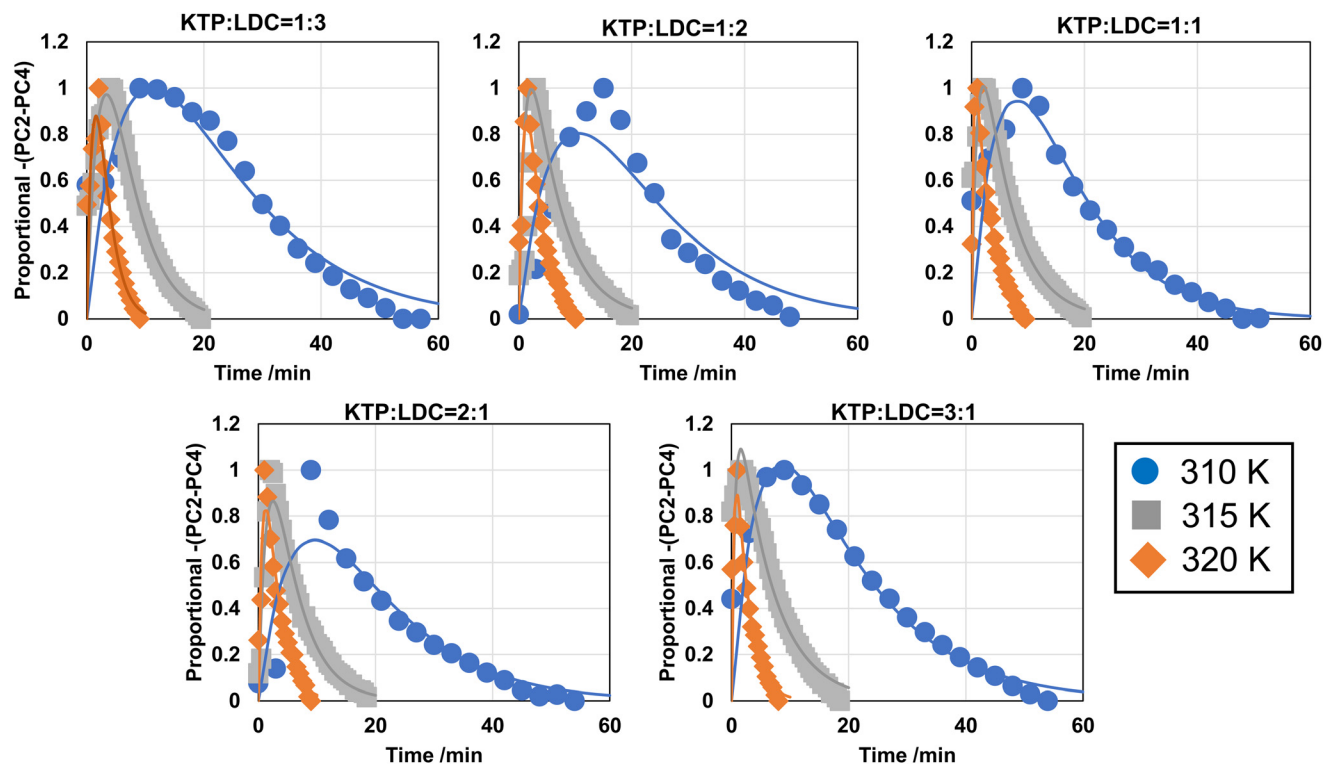 KTP:LDC=1:3
KTP:LDC=1:2
KTP:LDC=1:1
Proportional -(PC2-PC4)
1.2
1
0.8
0.6
0.4
0.2
0
0 20 40 60
Time /min
1.2
1
0.8
0.6
0.4
0.2
0
0 20 40 60
Time /min
1.2
1
0.8
0.6
0.4
0.2
0
0 20 40 60
Time /min
KTP:LDC=2:1
KTP:LDC=3:1
Proportional -(PC2-PC4)
1.2
1
0.8
0.6
0.4
0.2
0
0 20 40 60
Time /min
Proportional -(PC2-PC4)
1.2
1
0.8
0.6
0.4
0.2
0
0 20 40 60
Time /min
310 K
315 K
320 K